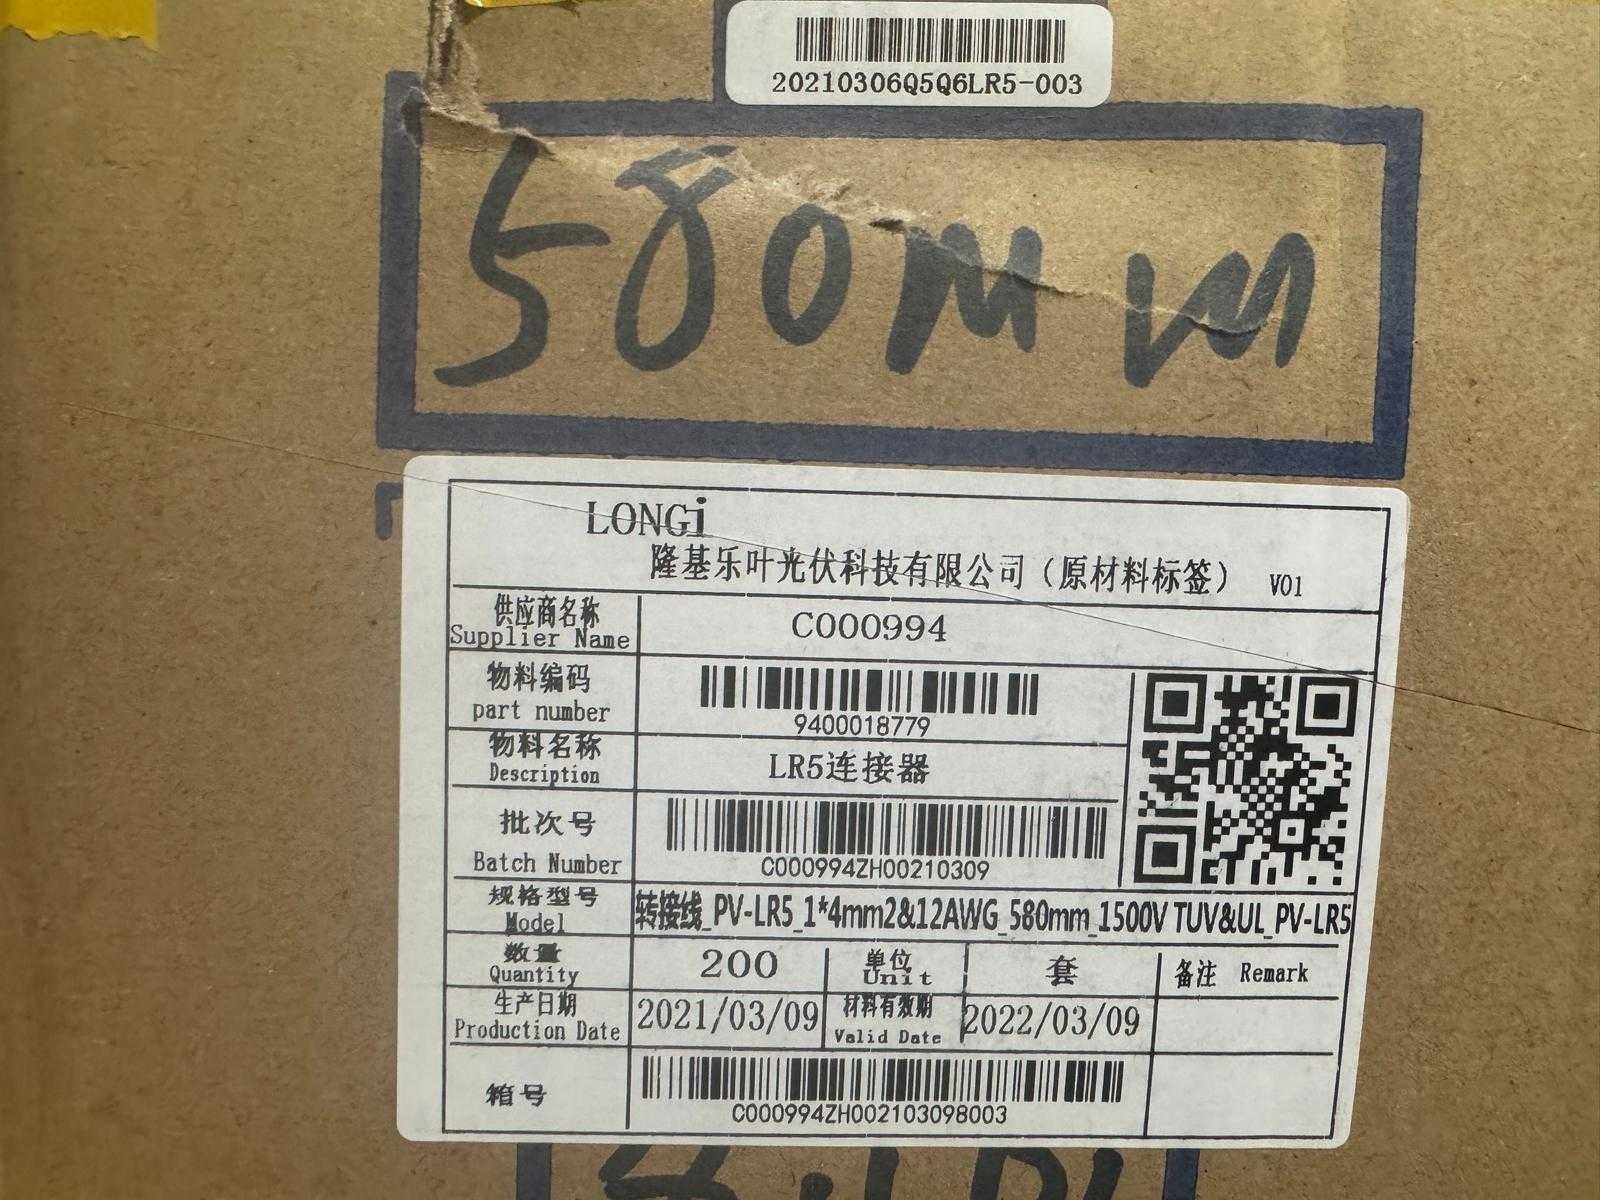 20210306Q5Q6LR5-003
580mm
LONGi
隆基乐叶光伏科技有限公司（原材料标签） V01
供应商名称
Supplier Name
C000994
物料编码
part number
9400018779
物料名称
Description
LR5连接器
批次号
Batch Number
C000994ZH00210309
规格型号
Model
转接线_PV-LR5_1*4mm2&12AWG_580mm_1500V TUV&UL_PV-LR5
数量
Quantity
200
单位
Unit
套
备注 Remark
生产日期
Production Date
2021/03/09
材料有效期
Valid Date
2022/03/09
箱号
C000994ZH002103098003